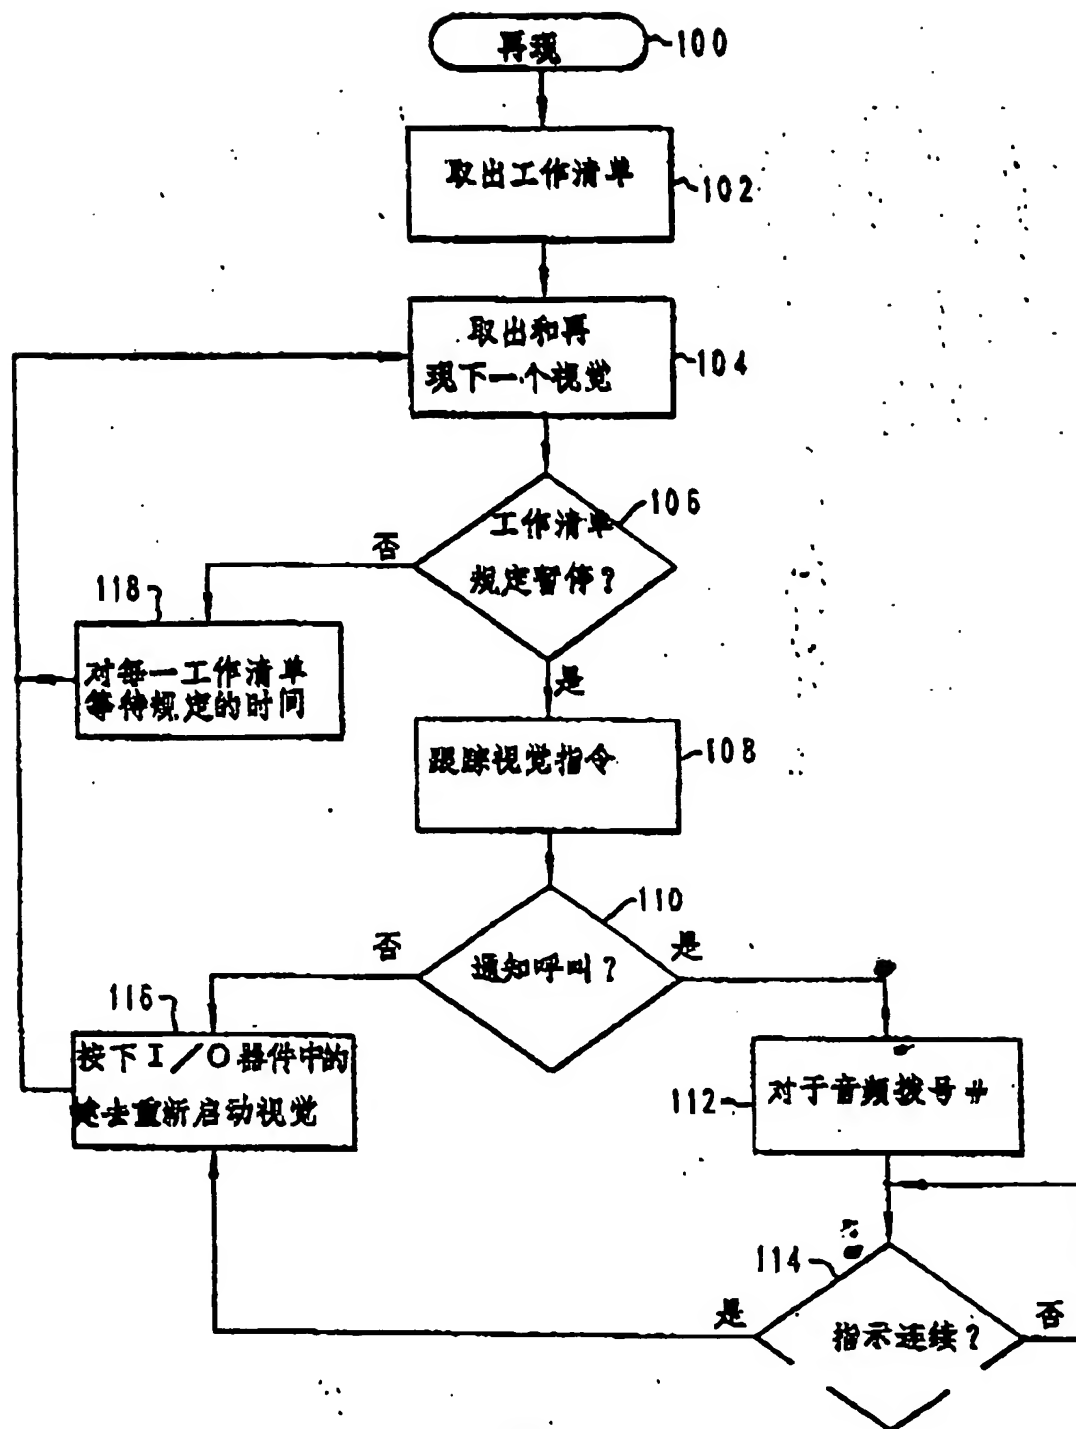 再现
100
取出工作清单
102
取出和再
现下一个视觉
104
106
工作清单
规定暂停?
否
是
118
对每一工作清单
等待规定的时间
跟踪视觉指令
108
110
通知呼叫?
否
是
116
按下I/O器件中的
键去重新启动视觉
112
对于音频拨号#
114
指示连续?
是
否